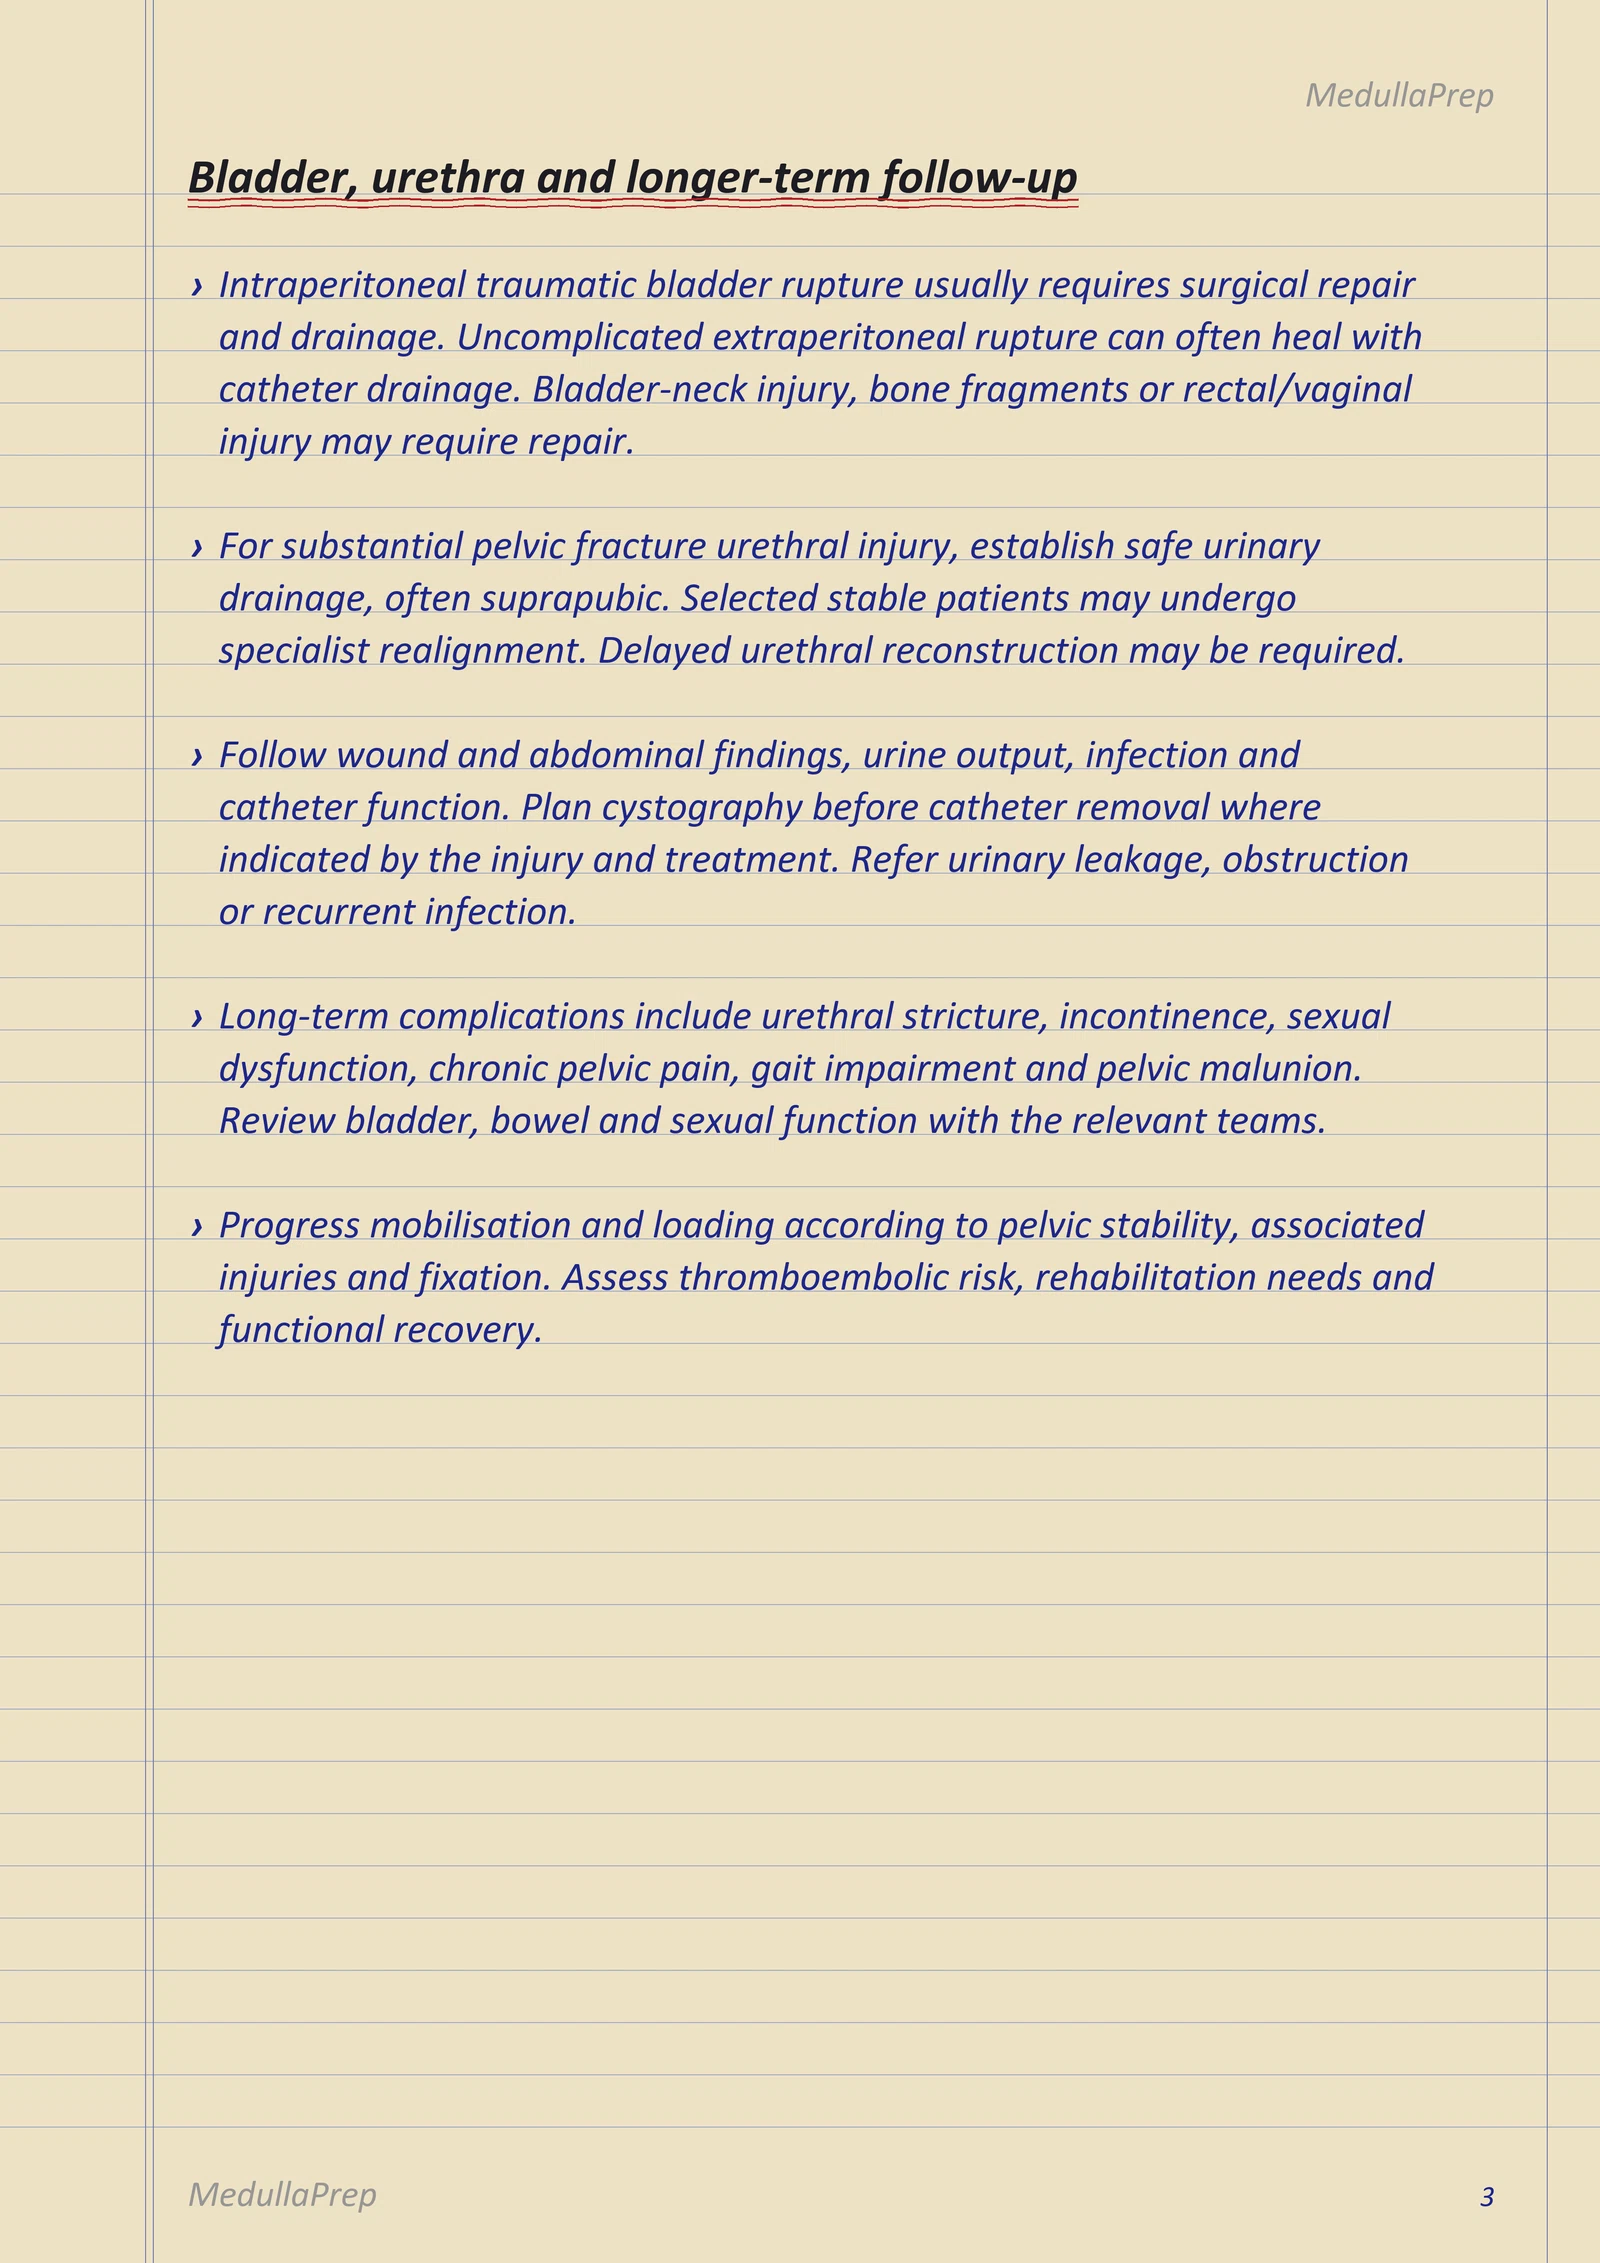 MedullaPrep
Bladder, urethra and longer-term follow-up
› Intraperitoneal traumatic bladder rupture usually requires surgical repair
and drainage. Uncomplicated extraperitoneal rupture can often heal with
catheter drainage. Bladder-neck injury, bone fragments or rectal/vaginal
injury may require repair.
› For substantial pelvic fracture urethral injury, establish safe urinary
drainage, often suprapubic. Selected stable patients may undergo
specialist realignment. Delayed urethral reconstruction may be required.
› Follow wound and abdominal findings, urine output, infection and
catheter function. Plan cystography before catheter removal where
indicated by the injury and treatment. Refer urinary leakage, obstruction
or recurrent infection.
› Long-term complications include urethral stricture, incontinence, sexual
dysfunction, chronic pelvic pain, gait impairment and pelvic malunion.
Review bladder, bowel and sexual function with the relevant teams.
› Progress mobilisation and loading according to pelvic stability, associated
injuries and fixation. Assess thromboembolic risk, rehabilitation needs and
functional recovery.
MedullaPrep
3